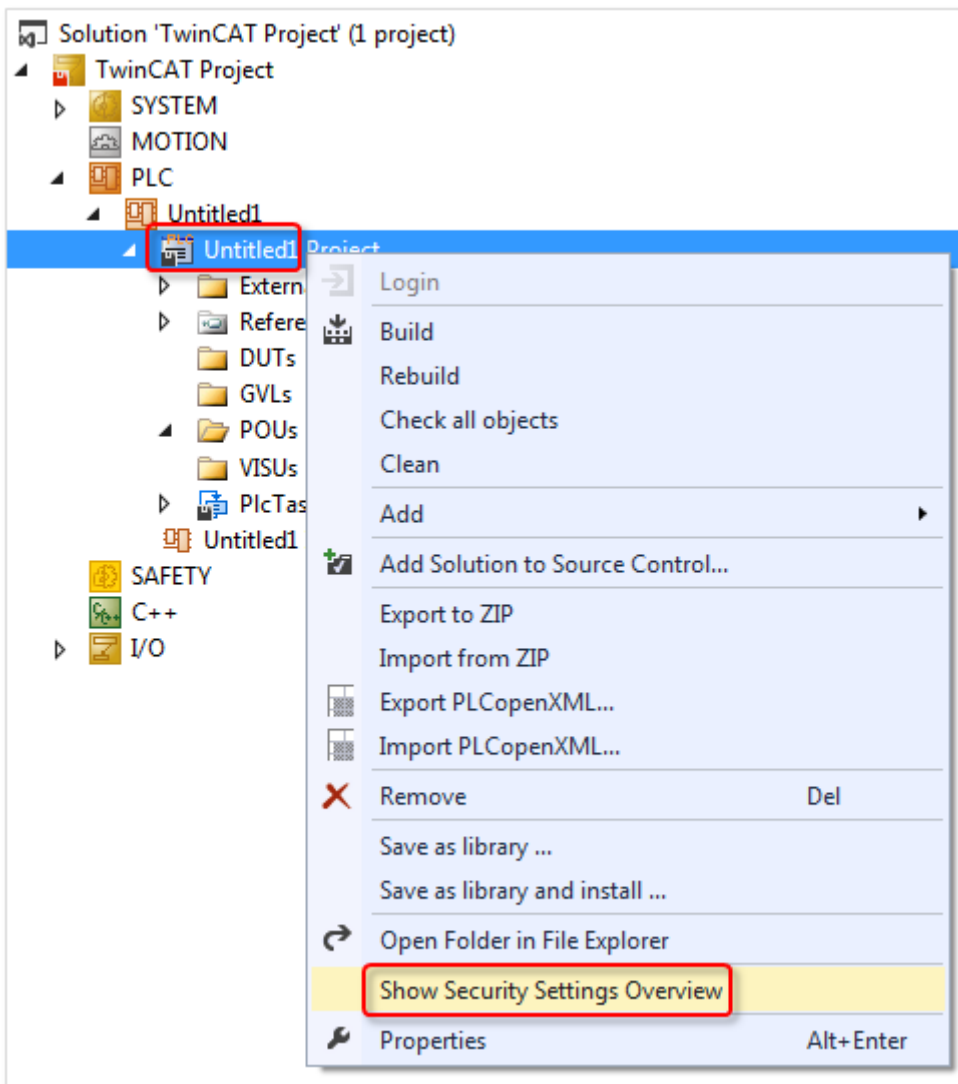 Solution 'TwinCAT Project' (1 project)
TwinCAT Project
SYSTEM
MOTION
PLC
Untitled1
Untitled1 Project
Extern
Refere
DUTs
GVLs
POUs
VISUs
PlcTas
Untitled1
SAFETY
C++
I/O
Login
Build
Rebuild
Check all objects
Clean
Add
Add Solution to Source Control...
Export to ZIP
Import from ZIP
Export PLCopenXML...
Import PLCopenXML...
Remove Del
Save as library ...
Save as library and install ...
Open Folder in File Explorer
Show Security Settings Overview
Properties Alt+Enter